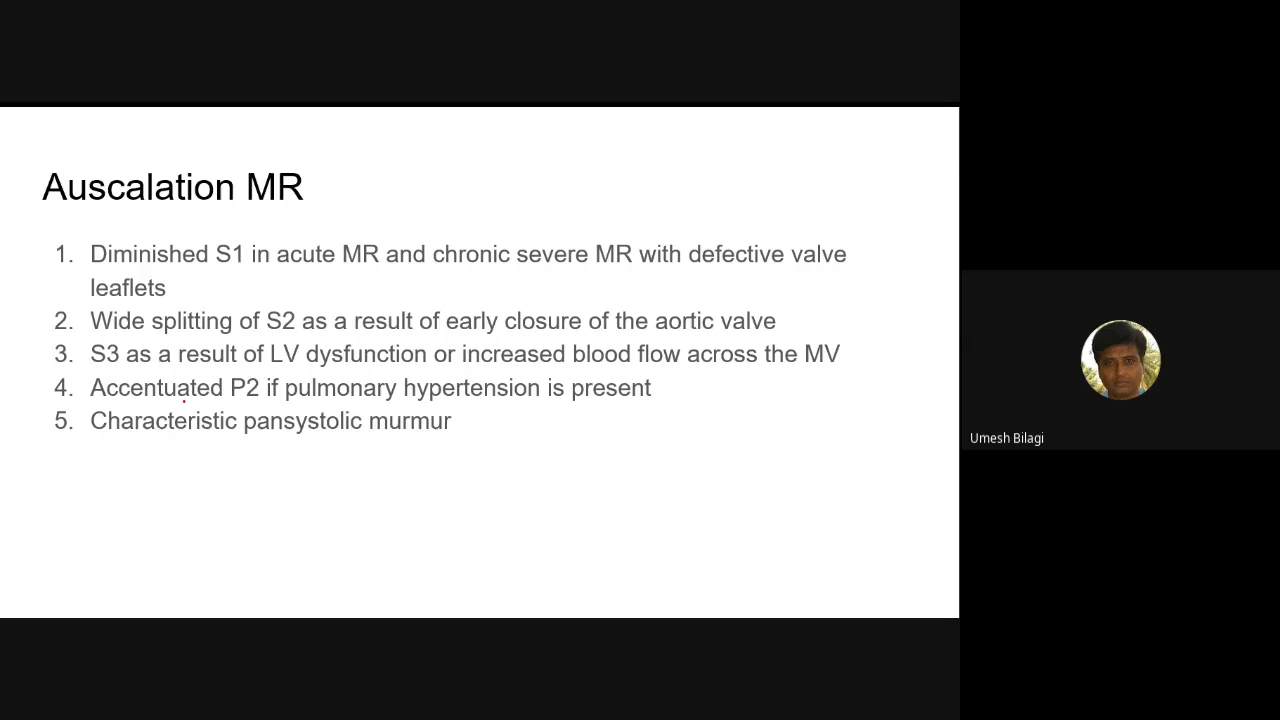 Auscalation MR
1. Diminished S1 in acute MR and chronic severe MR with defective valve
leaflets
2. Wide splitting of S2 as a result of early closure of the aortic valve
3. S3 as a result of LV dysfunction or increased blood flow across the MV
4. Accentuated P2 if pulmonary hypertension is present
5. Characteristic pansystolic murmur
Umesh Bilagi